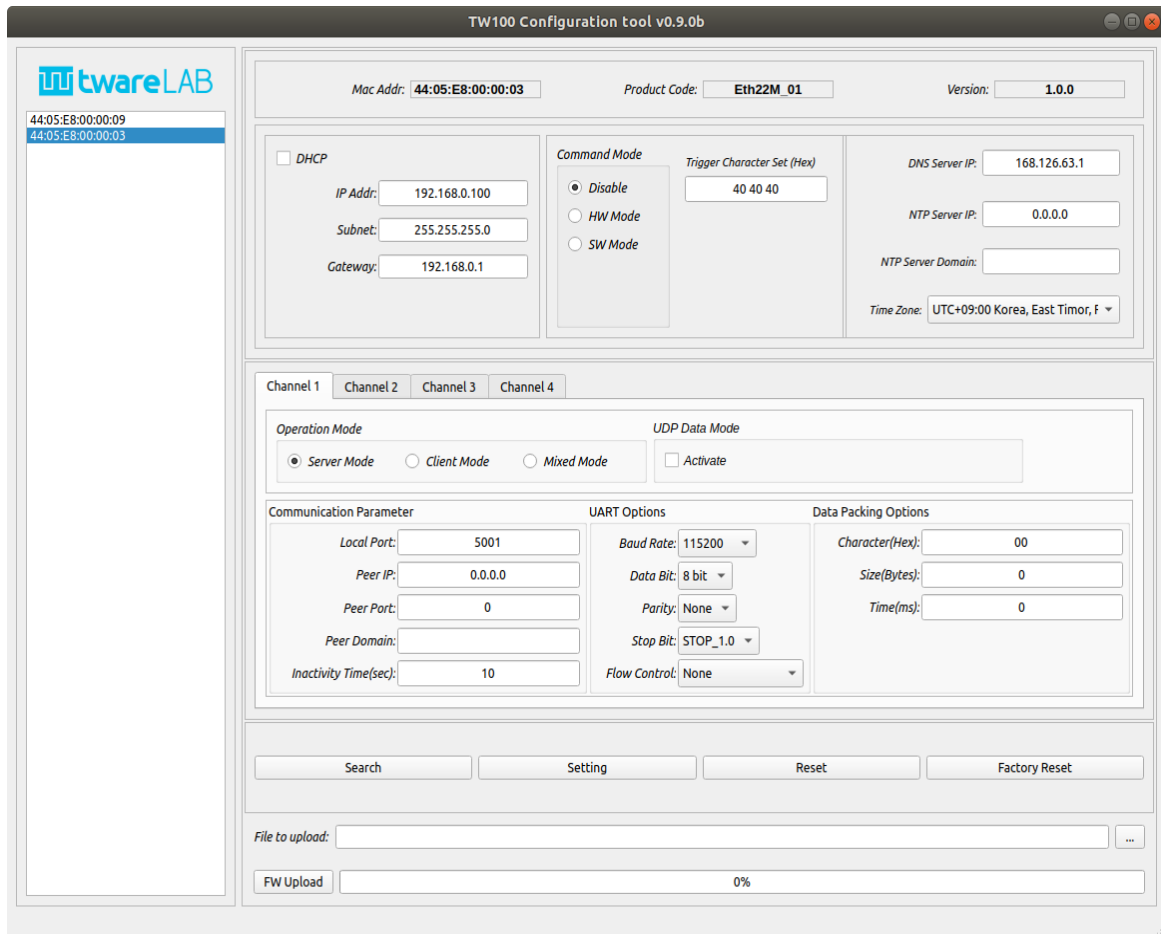 TW100 Configuration tool v0.9.0b
twareLAB
44:05:E8:00:00:09
44:05:E8:00:00:03
Mac Addr: 44:05:E8:00:00:03 Product Code: Eth22M_01 Version: 1.0.0
DHCP
IP Addr: 192.168.0.100
Subnet: 255.255.255.0
Gateway: 192.168.0.1
Command Mode
Disable
HW Mode
SW Mode
Trigger Character Set (Hex)
40 40 40
DNS Server IP: 168.126.63.1
NTP Server IP: 0.0.0.0
NTP Server Domain:
Time Zone: UTC+09:00 Korea, East Timor,
Channel 1 Channel 2 Channel 3 Channel 4
Operation Mode
Server Mode Client Mode Mixed Mode
UDP Data Mode
Activate
Communication Parameter
Local Port: 5001
Peer IP: 0.0.0.0
Peer Port: 0
Peer Domain:
Inactivity Time(sec): 10
UART Options
Baud Rate: 115200
Data Bit: 8 bit
Parity: None
Stop Bit: STOP_1.0
Flow Control: None
Data Packing Options
Character(Hex): 00
Size(Bytes): 0
Time(ms): 0
Search Setting Reset Factory Reset
File to upload: ...
FW Upload 0%